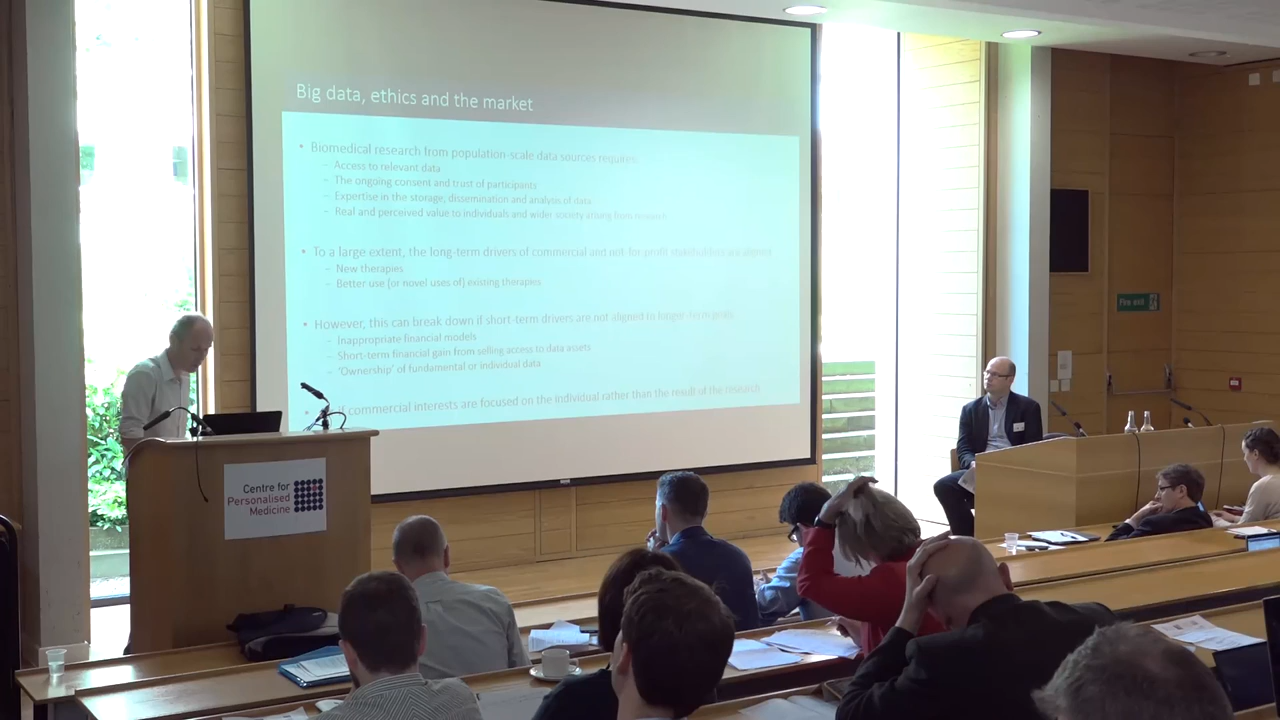 Big data, ethics and the market
• Biomedical research from population-scale data sources requires:
– Access to relevant data
– The ongoing consent and trust of participants
– Expertise in the storage, dissemination and analysis of data
– Real and perceived value to individuals and wider society arising from research
• To a large extent, the long-term drivers of commercial and not-for-profit stakeholders are aligned
– New therapies
– Better use (or novel uses of) existing therapies
• However, this can break down if short-term drivers are not aligned to longer-term goals
– Inappropriate financial models
– Short-term financial gain from selling access to data assets
– 'Ownership' of fundamental or individual data
• if commercial interests are focused on the individual rather than the result of the research
Fire exit
Centre for
Personalised
Medicine